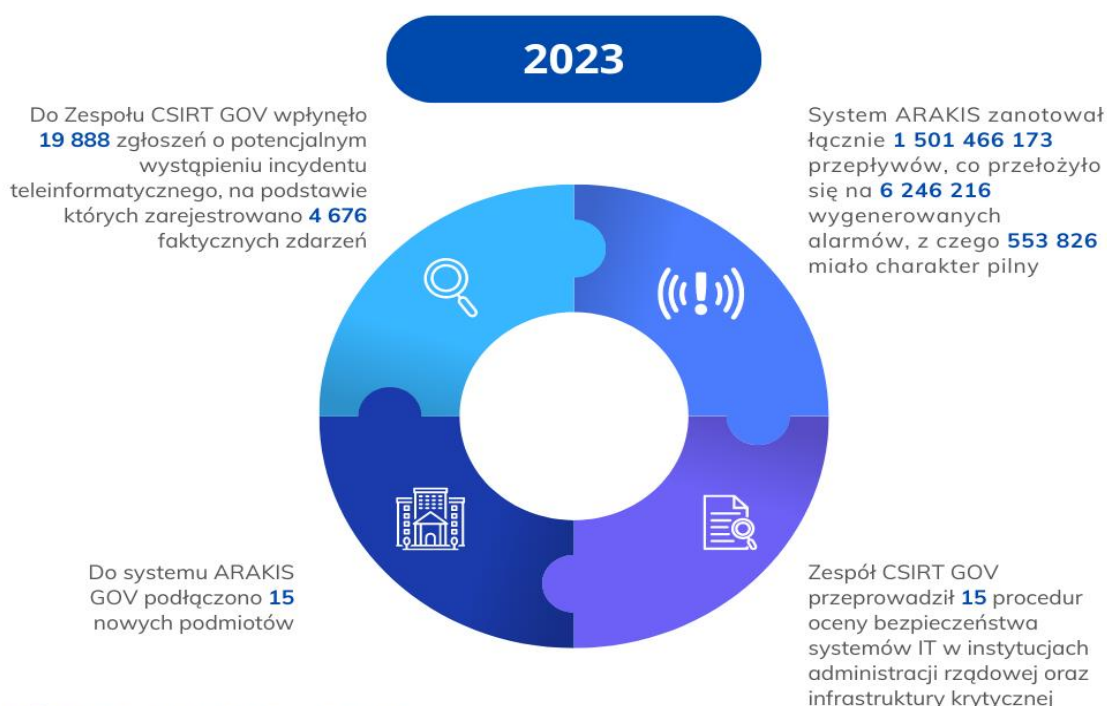 2023
Do Zespołu CSIRT GOV wpłynęło
19 888 zgłoszeń o potencjalnym
wystąpieniu incydentu
teleinformatycznego, na podstawie
których zarejestrowano 4 676
faktycznych zdarzeń
System ARAKIS zanotował
łącznie 1 501 466 173
przepływów, co przełożyło
się na 6 246 216
wygenerowanych
alarmów, z czego 553 826
miało charakter pilny
Do systemu ARAKIS
GOV podłączono 15
nowych podmiotów
Zespół CSIRT GOV
przeprowadził 15 procedur
oceny bezpieczeństwa
systemów IT w instytucjach
administracji rządowej oraz
infrastruktury krytycznej